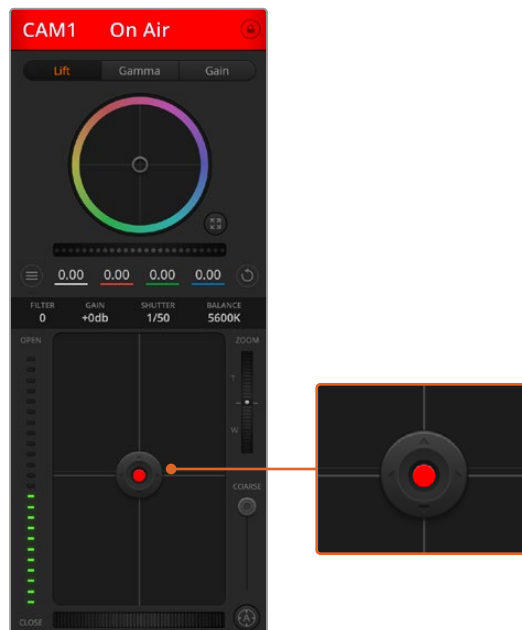 CAM1 On Air
Lift Gamma Gain
0.00 0.00 0.00 0.00
FILTER GAIN SHUTTER BALANCE
0 +0db 1/50 5600K
OPEN ZOOM
T
W
COARSE
CLOSE A